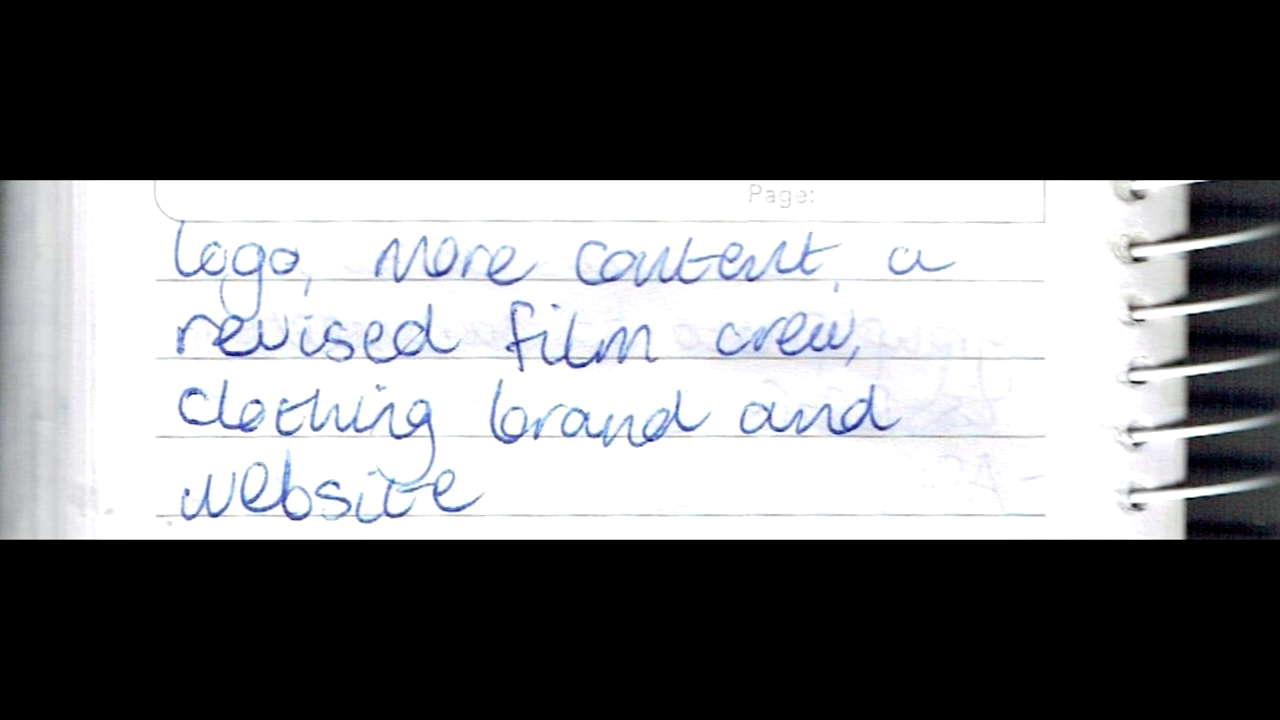 Page:
logo, more content, a
revised film crew,
clothing brand and
website